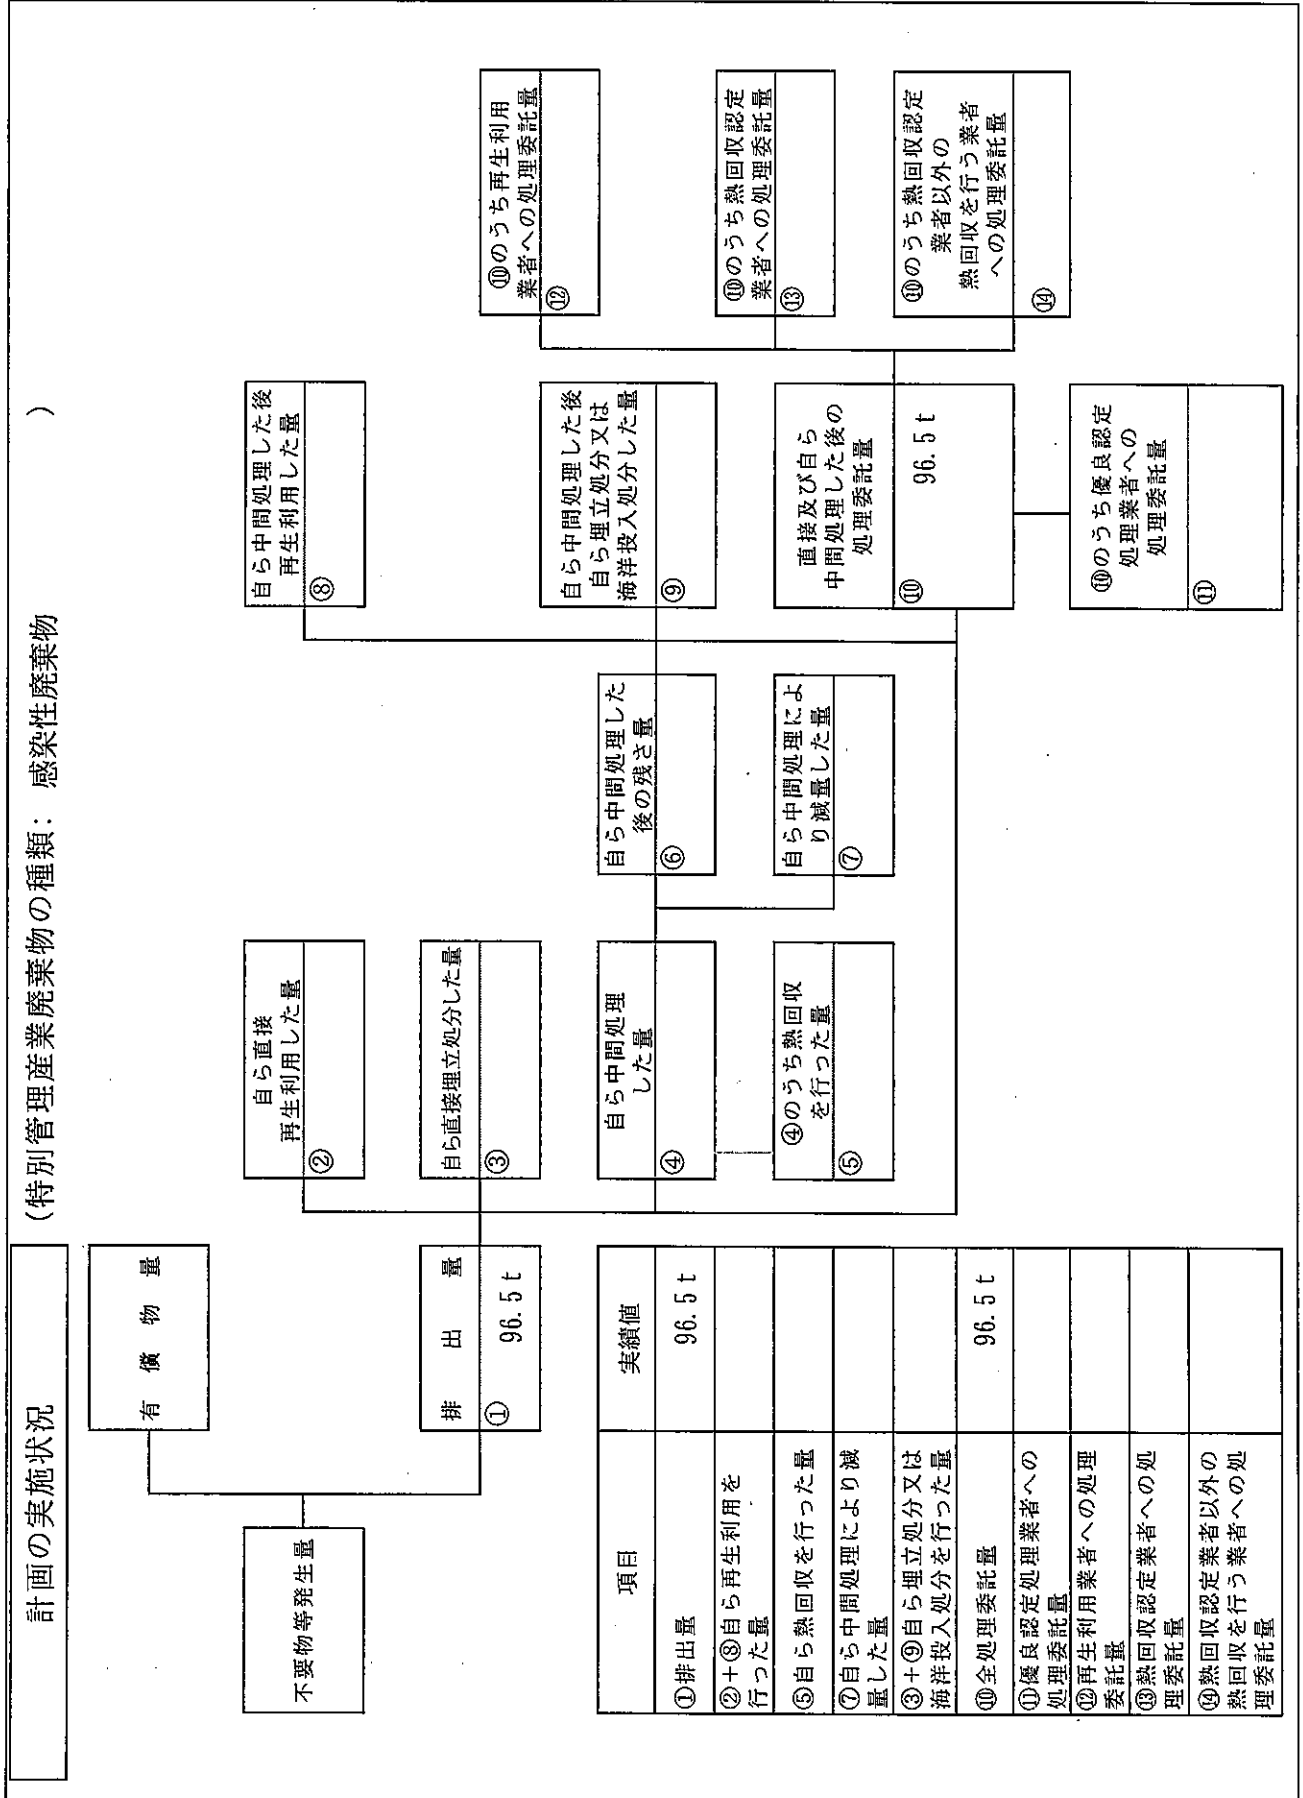 計画の実施状況
(特別管理産業廃棄物の種類： 感染性廃棄物 )
不要物等発生量
有償物量
排出量
① 96.5t
自ら直接
再生利用した量
②
自ら直接埋立処分した量
③
自ら中間処理
した量
④
④のうち熱回収
を行った量
⑤
自ら中間処理した
後の残さ量
⑥
自ら中間処理によ
り減量した量
⑦
自ら中間処理した後
再生利用した量
⑧
自ら中間処理した後
自ら埋立処分又は
海洋投入処分した量
⑨
直接及び自ら
中間処理した後の
処理委託量
⑩ 96.5t
⑩のうち優良認定
処理業者への
処理委託量
⑪
⑩のうち再生利用
業者への処理委託量
⑫
⑩のうち熱回収認定
業者への処理委託量
⑬
⑩のうち熱回収認定
業者以外の
熱回収を行う業者
への処理委託量
⑭
項目 実績値
①排出量 96.5t
②+⑧自ら再生利用を
行った量
⑤自ら熱回収を行った量
⑦自ら中間処理により減
量した量
③+⑨自ら埋立処分又は
海洋投入処分を行った量
⑩全処理委託量 96.5t
⑪優良認定処理業者への
処理委託量
⑫再生利用業者への処理
委託量
⑬熱回収認定業者への処
理委託量
⑭熱回収認定業者以外の
熱回収を行う業者への処
理委託量